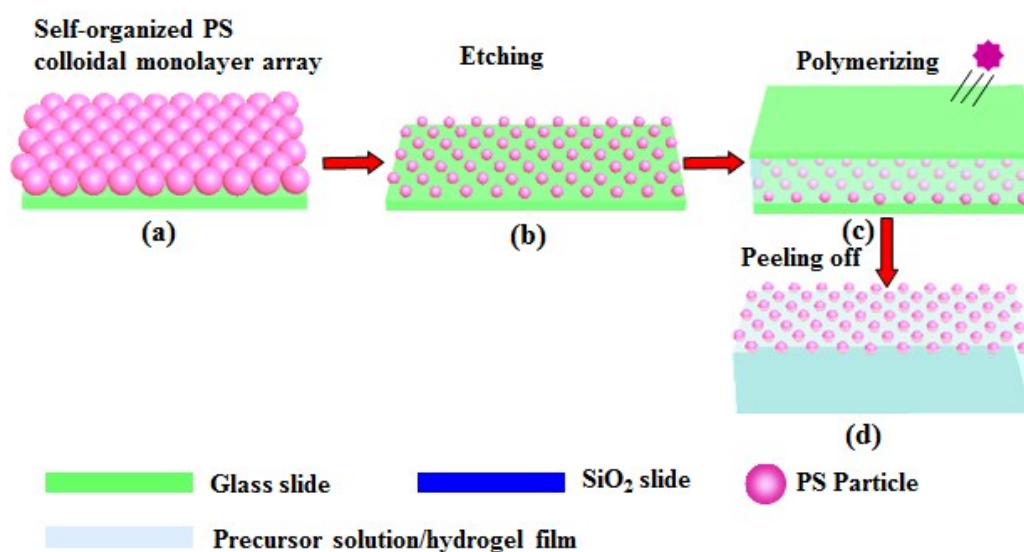 Self-organized PS
colloidal monolayer array
Etching
Polymerizing
(a)
(b)
(c)
Peeling off
(d)
Glass slide
SiO₂ slide
PS Particle
Precursor solution/hydrogel film